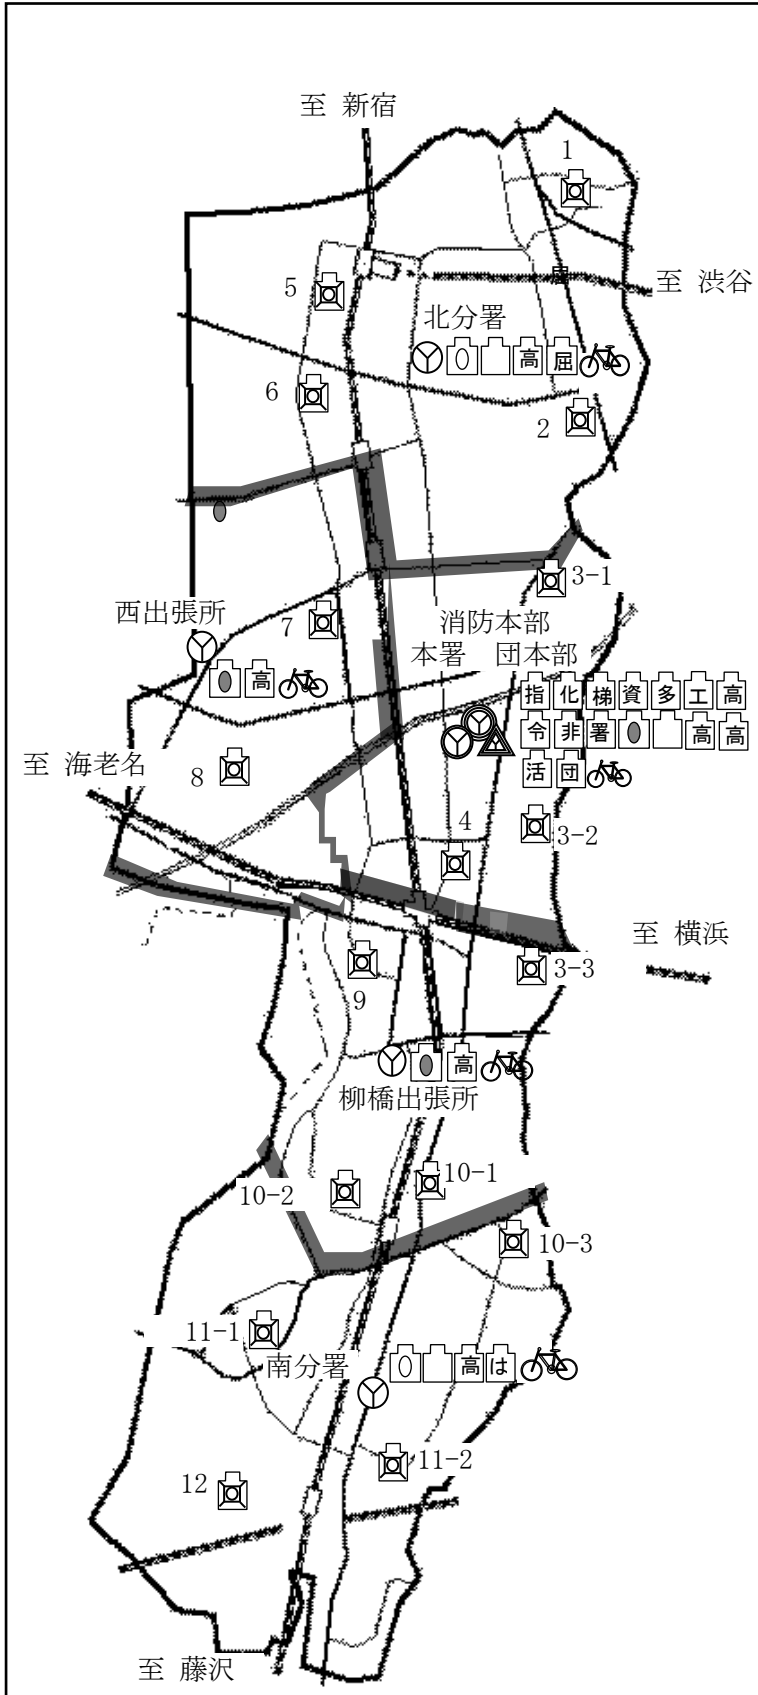 至 新宿
1
至 渋谷
5
北分署
高 屈
6
2
3-1
西出張所
7
消防本部
本署 団本部
高
指 化 梯 資 多 工 高
令 非 署 高 高
活 団
至 海老名
8
4
3-2
至 横浜
9
3-3
高
柳橋出張所
10-1
10-2
10-3
11-1
南分署
高 は
11-2
12
至 藤沢